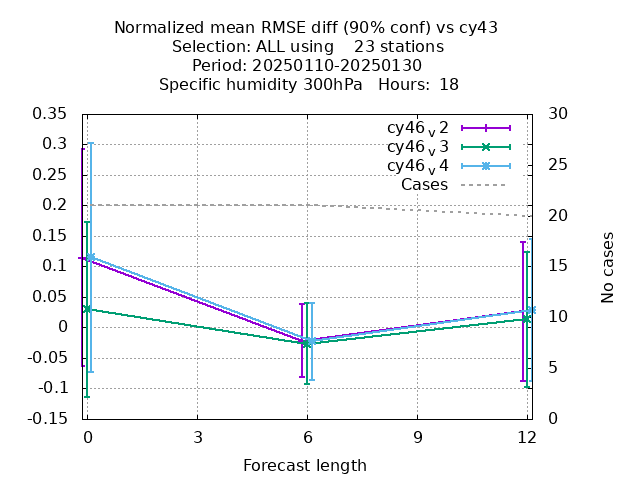 Normalized mean RMSE diff (90% conf) vs cy43
Selection: ALL using 23 stations
Period: 20250110-20250130
Specific humidity 300hPa Hours: 18
0.35
0.3
0.25
0.2
0.15
0.1
0.05
0
-0.05
-0.1
-0.15
30
25
20
15
10
5
0
cy46v2
cy46v3
cy46v4
Cases
No cases
0 3 6 9 12
Forecast length